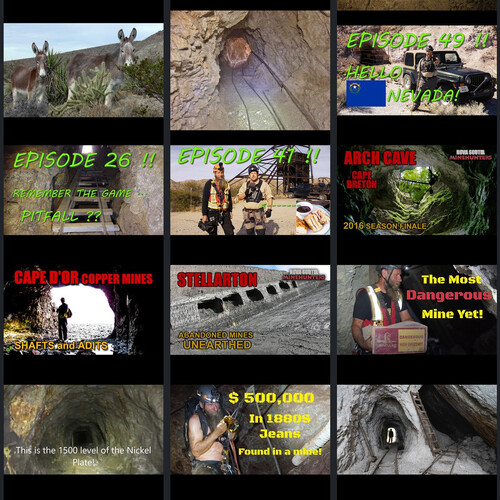 EPISODE 49 !!
HELLO
NEVADA!
EPISODE 26 !!
REMEMBER THE GAME ...
PITFALL ??
EPISODE 41 !!
ARCH CAVE
NOVA SCOTIA
MINEHUNTERS
CAPE
BRETON
2016 SEASON FINALE
CAPE D'OR COPPER MINES
SHAFTS and ADITS
STELLARTON
NOVA SCOTIA
MINEHUNTERS
ABANDONED MINES
UNEARTHED
The Most
Dangerous
Mine Yet!
This is the 1500 level of the Nickel
Plate!
$ 500,000
In 1880s
Jeans
Found in a mine!